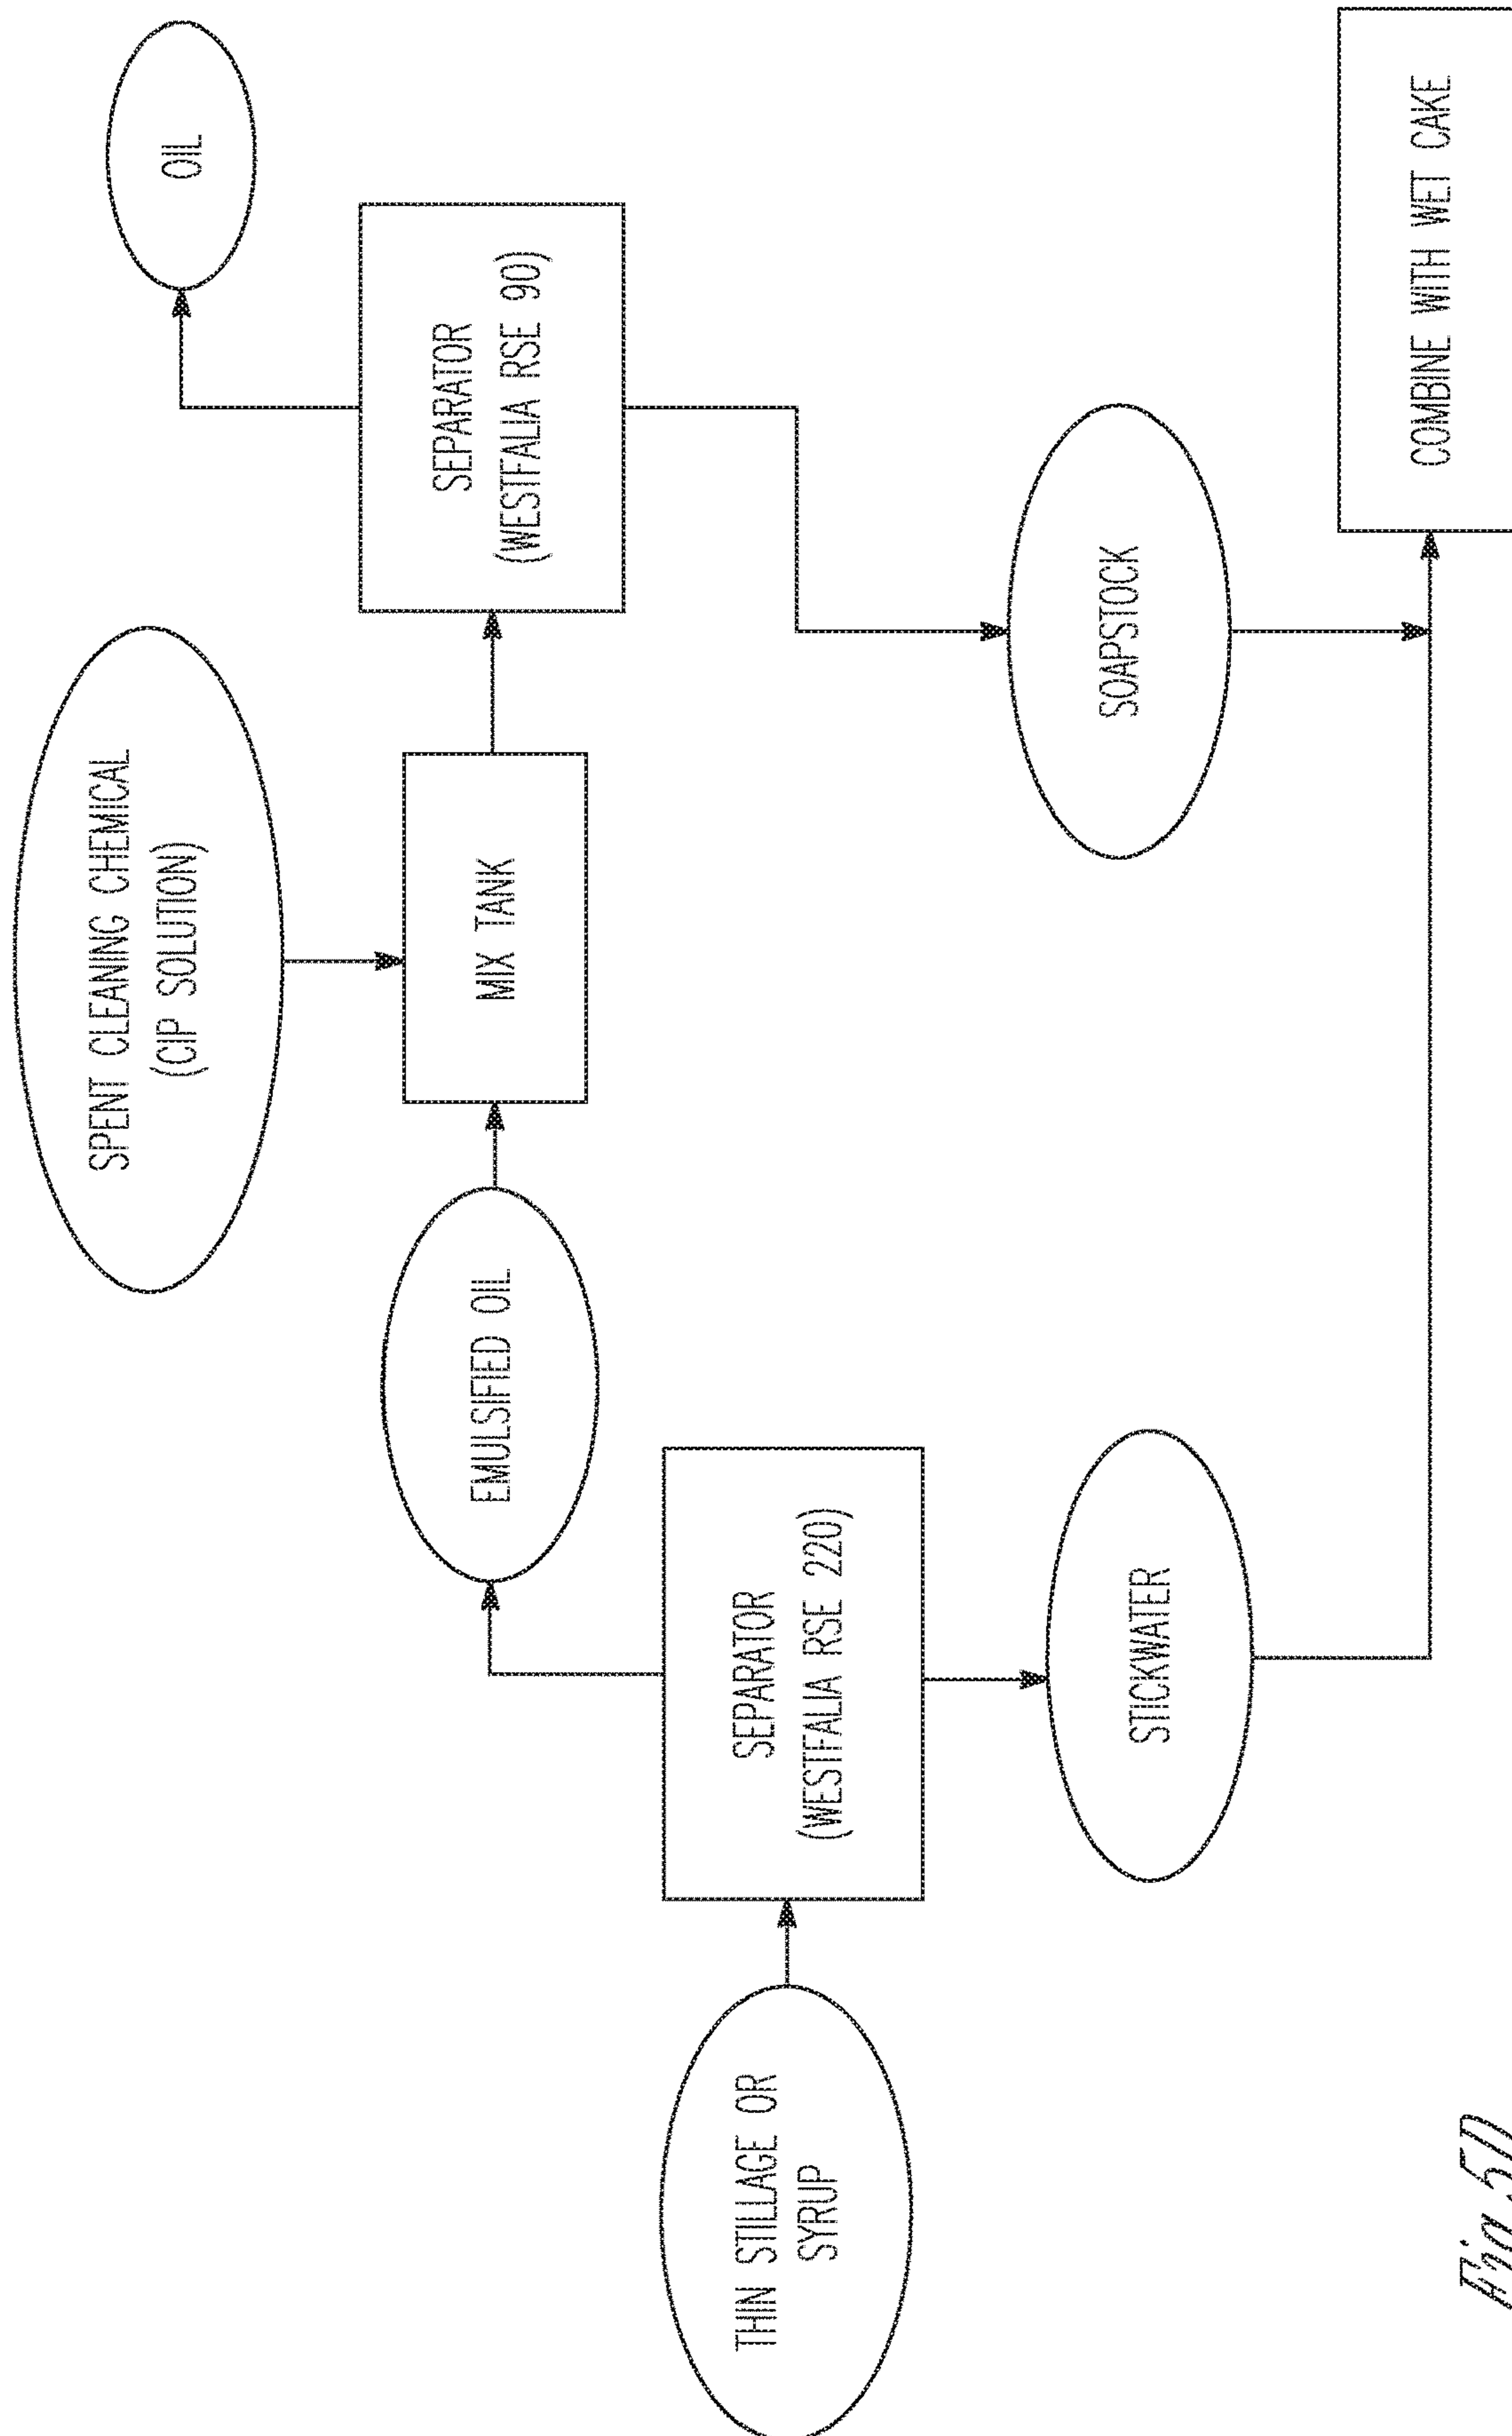 THIN STILLAGE OR
SYRUP
SEPARATOR
(WESTFALIA RSE 220)
STICKWATER
EMULSIFIED OIL
SPENT CLEANING CHEMICAL
(CIP SOLUTION)
MIX TANK
SEPARATOR
(WESTFALIA RSE 90)
OIL
SOAPSTOCK
COMBINE WITH WET CAKE
Fig. 5D